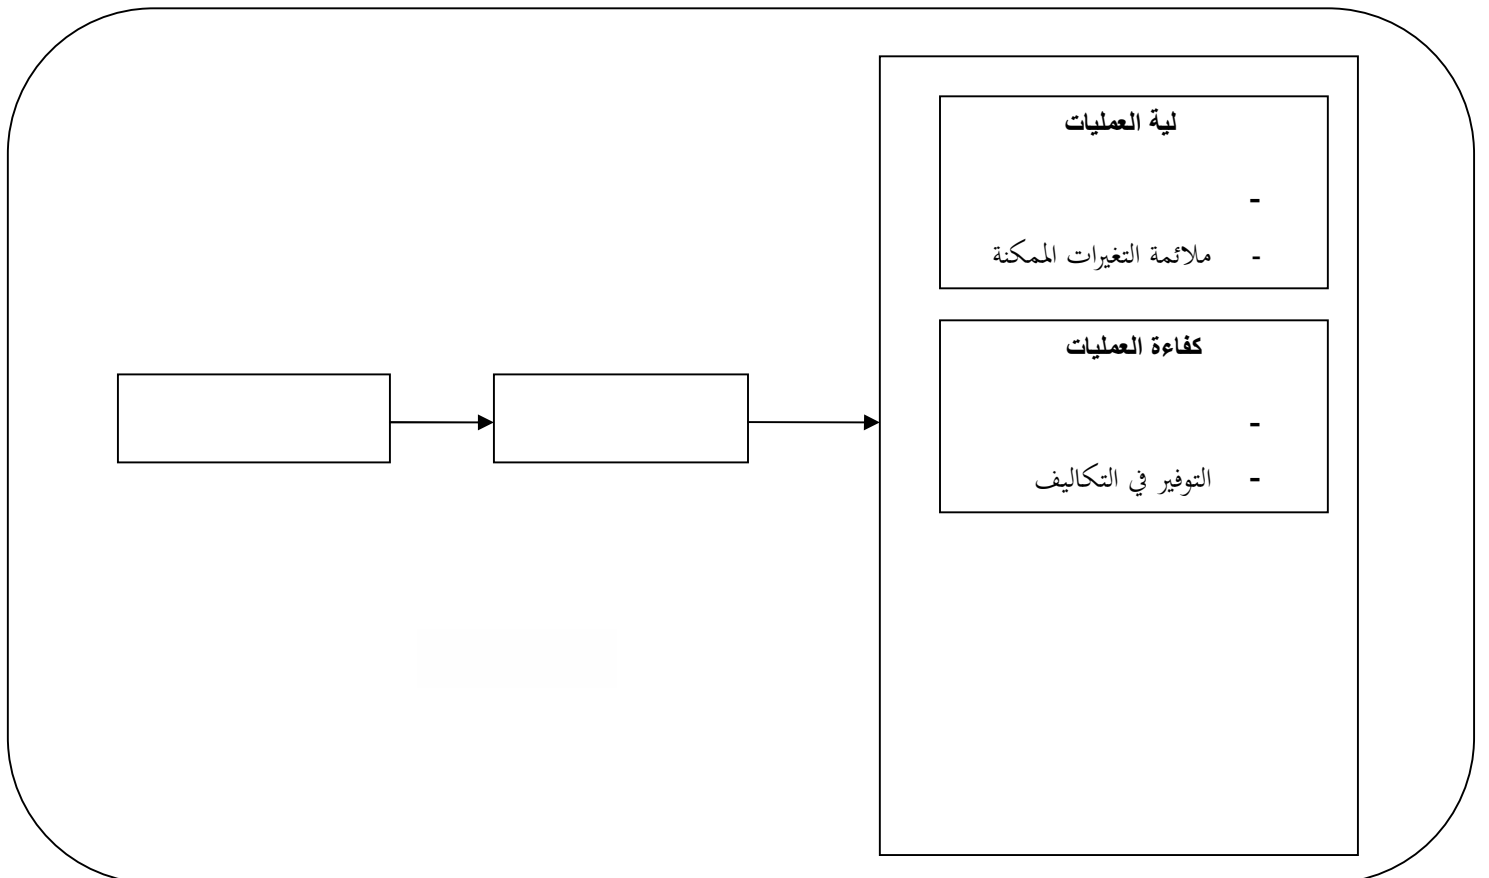 لية العمليات
-
- ملائمة التغيرات الممكنة
كفاءة العمليات
-
- التوفير في التكاليف